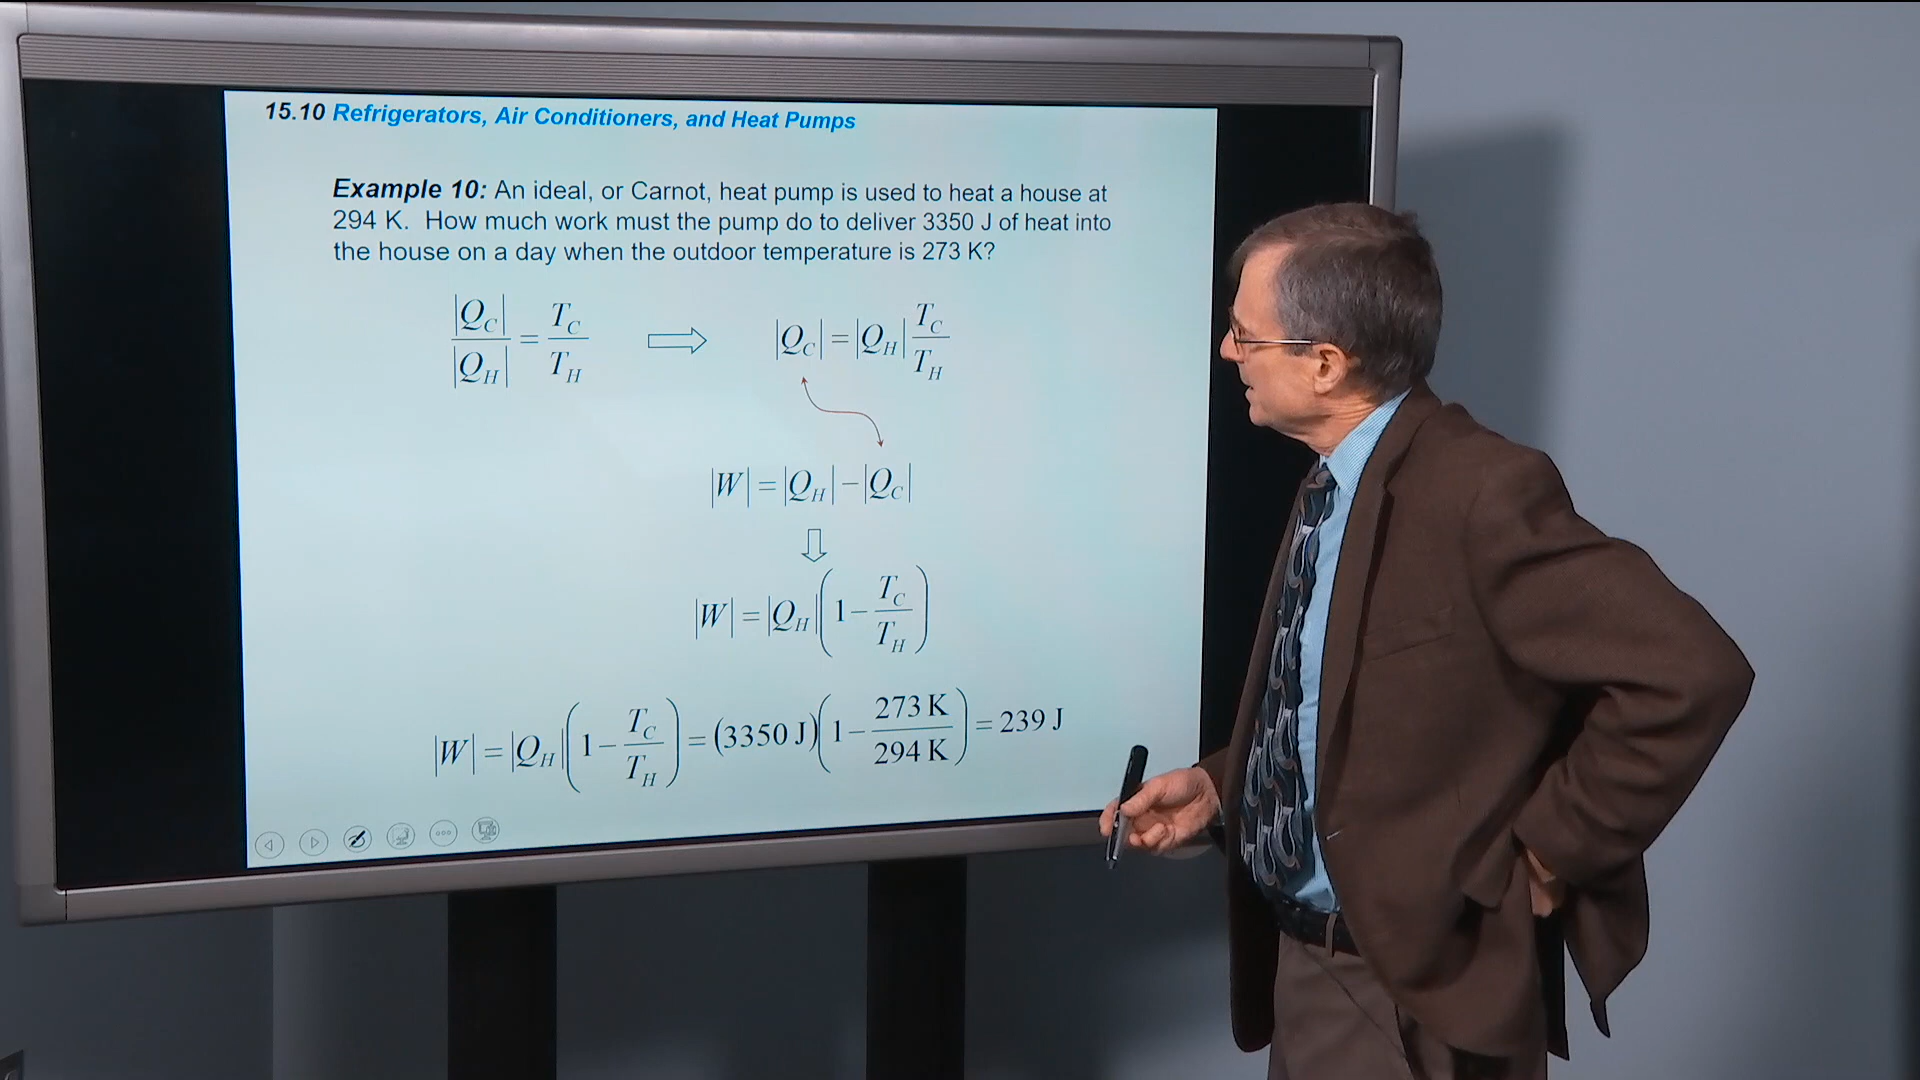 15.10 Refrigerators, Air Conditioners, and Heat Pumps
Example 10: An ideal, or Carnot, heat pump is used to heat a house at
294 K. How much work must the pump do to deliver 3350 J of heat into
the house on a day when the outdoor temperature is 273 K?
|Q_C| / |Q_H| = T_C / T_H ⇒ |Q_C| = |Q_H| T_C / T_H
|W| = |Q_H| − |Q_C|
⇩
|W| = |Q_H| (1 − T_C / T_H)
|W| = |Q_H| (1 − T_C / T_H) = (3350 J) (1 − 273 K / 294 K) = 239 J